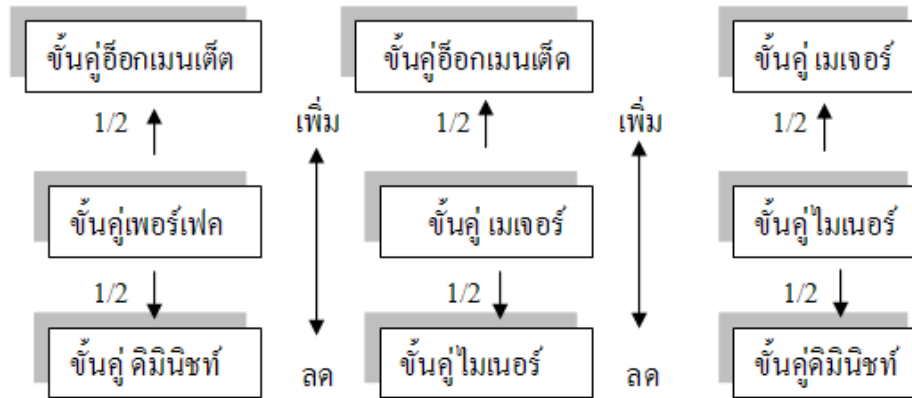 ขั้นคู่อ็อกเมนเต็ต ขั้นคู่อ็อกเมนเต็ด ขั้นคู่ เมเจอร์
1/2 เพิ่ม 1/2 เพิ่ม 1/2
ขั้นคู่เพอร์เฟค ขั้นคู่ เมเจอร์ ขั้นคู่ ไมเนอร์
1/2 1/2 1/2
ขั้นคู่ ดิมินิชท์ ลด ขั้นคู่ ไมเนอร์ ลด ขั้นคู่ดิมินิชท์